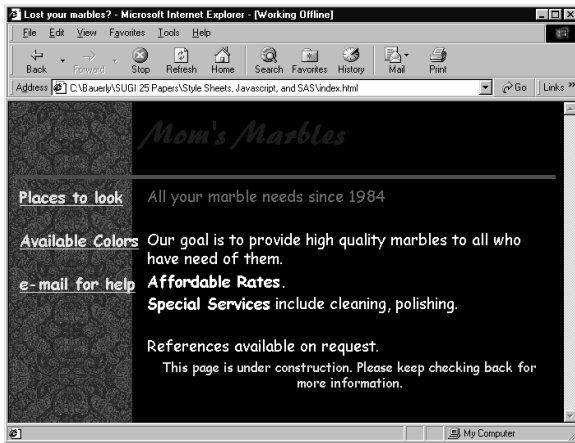 Lost your marbles? - Microsoft Internet Explorer - [Working Offline]
File Edit View Favorites Tools Help
Back Forward Stop Refresh Home Search Favorites History Mail Print
Address C:\Bauerly\SUGI 25 Papers\Style Sheets, Javascript, and SAS\index.html Go Links »
Mom's Marbles
Places to look
All your marble needs since 1984
Available Colors
Our goal is to provide high quality marbles to all who
have need of them.
e-mail for help
Affordable Rates.
Special Services include cleaning, polishing.
References available on request.
This page is under construction. Please keep checking back for
more information.
My Computer